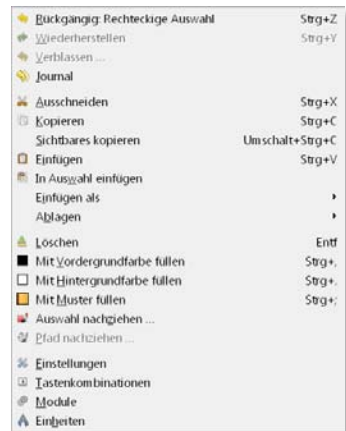 Rückgängig: Rechteckige Auswahl Strg+Z
Wiederherstellen Strg+Y
Verblassen ...
Journal
Ausschneiden Strg+X
Kopieren Strg+C
Sichtbares kopieren Umschalt+Strg+C
Einfügen Strg+V
In Auswahl einfügen
Einfügen als
Ablagen
Löschen Entf
Mit Vordergrundfarbe füllen Strg+,
Mit Hintergrundfarbe füllen Strg+.
Mit Muster füllen Strg+;
Auswahl nachziehen ...
Pfad nachziehen ...
Einstellungen
Tastenkombinationen
Module
Einheiten